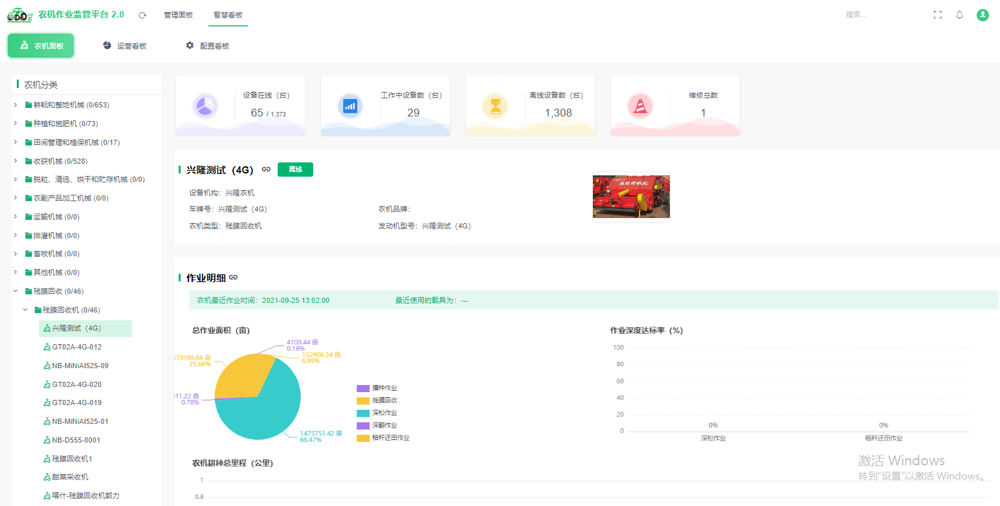 农机作业监管平台 2.0
管理面板
智慧看板
搜索...
农机面板
运营看板
配置看板
农机分类
耕耘和整地机械 (0/653)
种植和施肥机 (0/73)
田间管理和植保机械 (0/17)
收获机械 (0/528)
脱粒、清选、烘干和贮存机械 (0/0)
农副产品加工机械 (0/0)
运输机械 (0/0)
排灌机械 (0/0)
畜牧机械 (0/0)
其他机械 (0/0)
残膜回收 (0/46)
残膜回收机 (0/46)
兴隆测试（4G）
GT02A-4G-012
NB-MiNiAI525-09
GT02A-4G-020
GT02A-4G-019
NB-MiNiAI525-01
NB-D555-0001
残膜回收机1
甜菜采收机
喀什-残膜回收机郭力
设备在线（台）
65 / 1,373
工作中设备数（台）
29
离线设备数（台）
1,308
维修总数
1
兴隆测试（4G）
离线
设备机构：兴隆农机
车牌号：兴隆测试（4G）
农机品牌：
农机类型：残膜回收机
发动机型号：兴隆测试（4G）
作业明细
农机最近作业时间：2021-09-25 13:02:00
最近使用的载具为：---
总作业面积（亩）
4100.44 亩
0.18%
152906.34 亩
6.89%
570189.84 亩
25.68%
311.22 亩
0.78%
1475751.42 亩
66.47%
播种作业
残膜回收
深松作业
深翻作业
秸秆还田作业
作业深度达标率（%）
100
80
60
40
20
0
0%
0%
深松作业
秸秆还田作业
农机耕种总里程（公里）
1
0.8
激活 Windows
转到"设置"以激活 Windows。